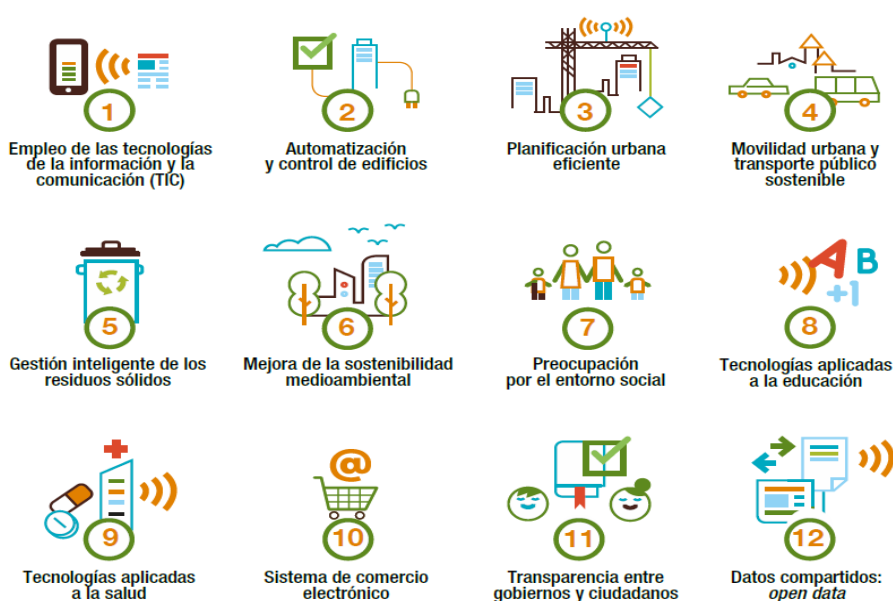 1
Empleo de las tecnologías
de la información y la
comunicación (TIC)
2
Automatización
y control de edificios
3
Planificación urbana
eficiente
4
Movilidad urbana y
transporte público
sostenible
5
Gestión inteligente de los
residuos sólidos
6
Mejora de la sostenibilidad
medioambiental
7
Preocupación
por el entorno social
A B
+1
8
Tecnologías aplicadas
a la educación
9
Tecnologías aplicadas
a la salud
@
10
Sistema de comercio
electrónico
11
Transparencia entre
gobiernos y ciudadanos
12
Datos compartidos:
open data